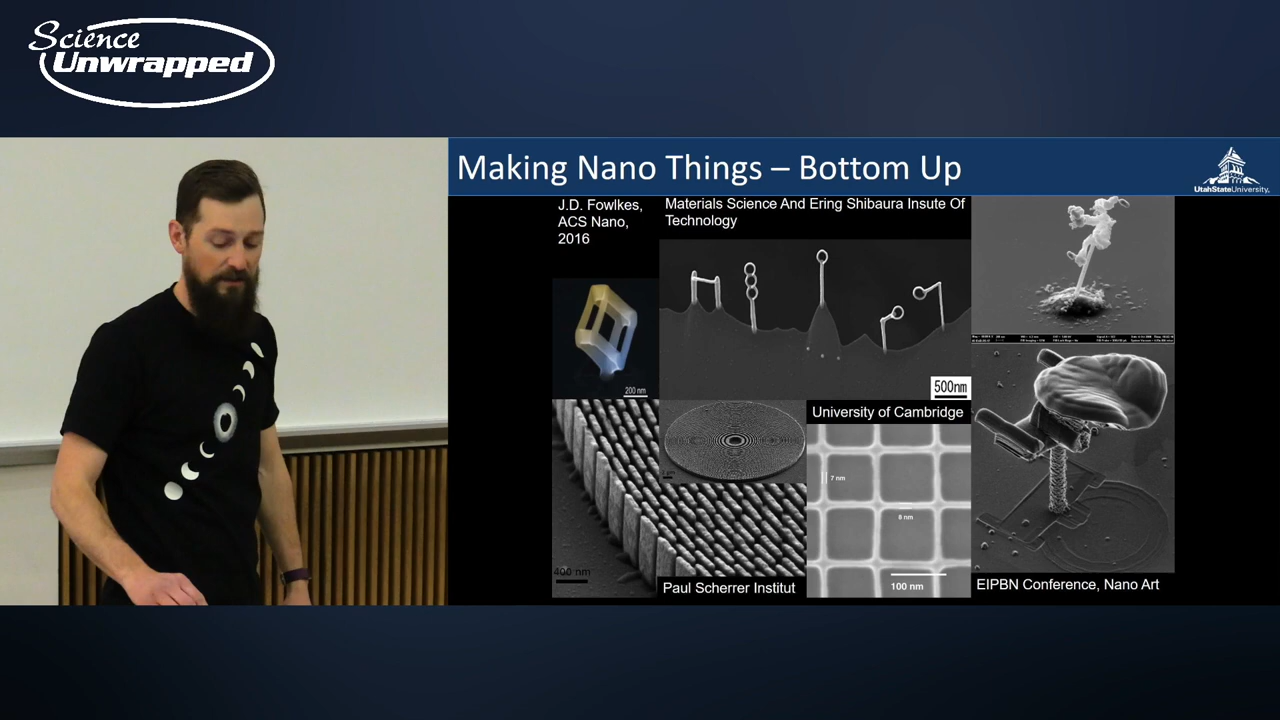 Science
Unwrapped
Making Nano Things – Bottom Up
UtahStateUniversity
J.D. Fowlkes,
ACS Nano,
2016
Materials Science And Ering Shibaura Insute Of
Technology
200 nm
500nm
University of Cambridge
7 nm
8 nm
400 nm
Paul Scherrer Institut
100 nm
EIPBN Conference, Nano Art